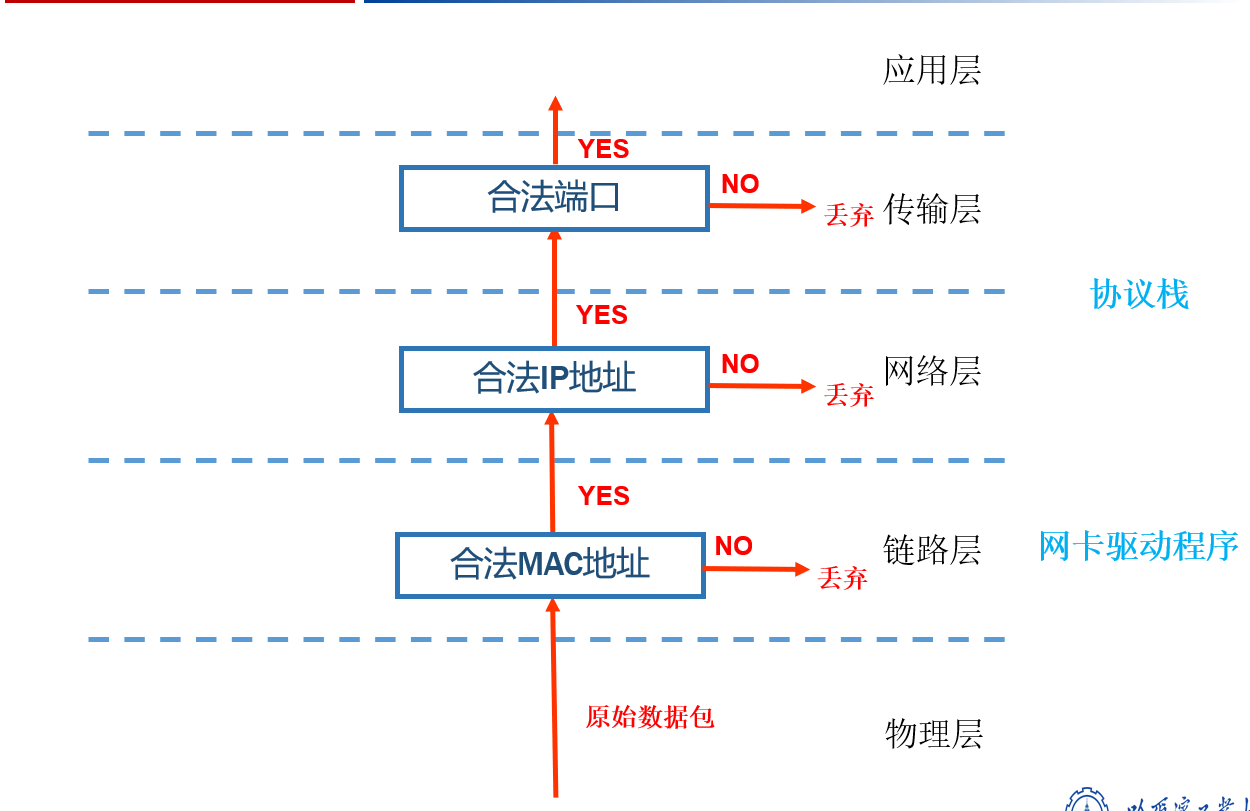 应用层
YES
合法端口
NO
丢弃
传输层
协议栈
YES
合法IP地址
NO
丢弃
网络层
YES
合法MAC地址
NO
丢弃
链路层
网卡驱动程序
原始数据包
物理层